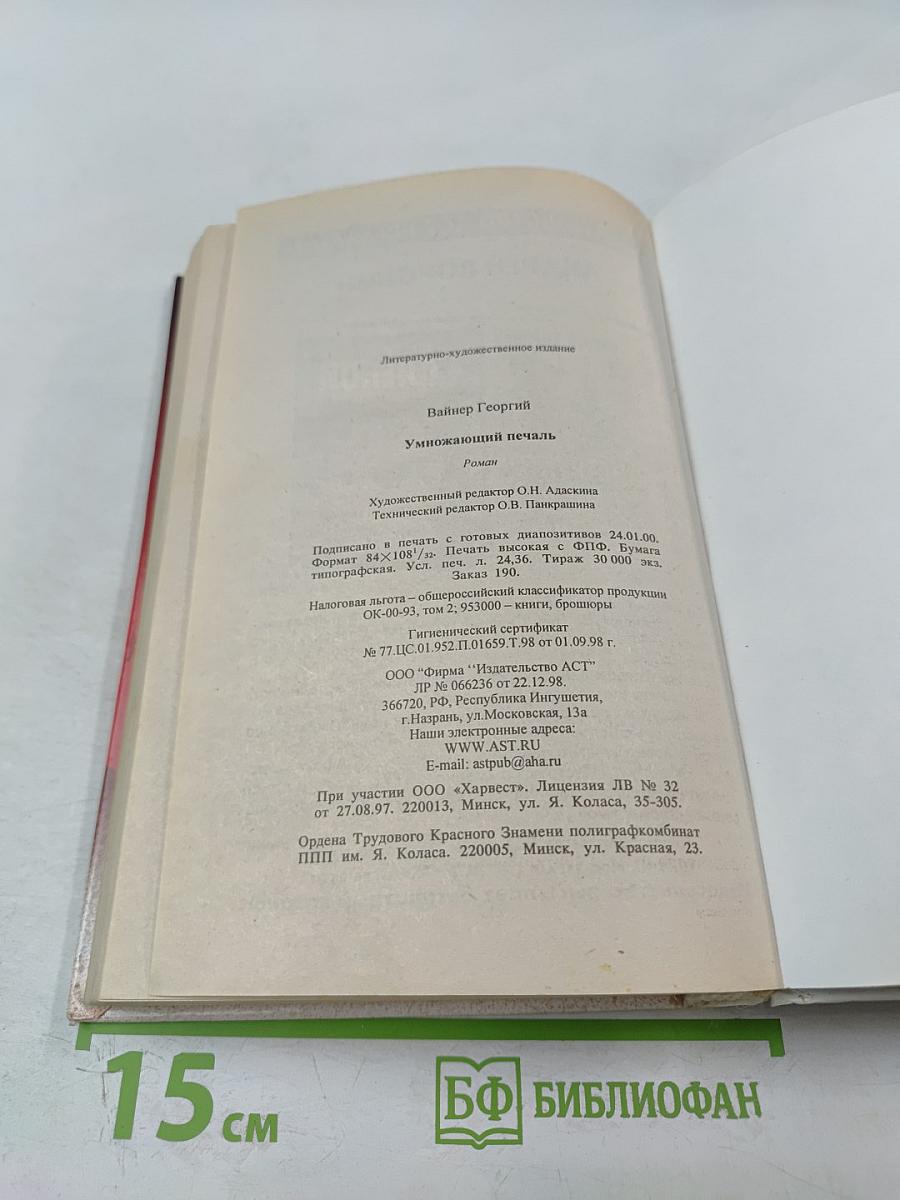 Литературно-художественное издание
Вайнер Георгий
Умножающий печаль
Роман
Художественный редактор О.Н. Адаскина
Технический редактор О.В. Панкрашина
Подписано в печать с готовых диапозитивов 24.01.00.
Формат 84×108¹/₃₂. Печать высокая с ФПФ. Бумага
типографская. Усл. печ. л. 24,36. Тираж 30 000 экз.
Заказ 190.
Налоговая льгота – общероссийский классификатор продукции
ОК-00-93, том 2; 953000 – книги, брошюры
Гигиенический сертификат
№ 77.ЦС.01.952.П.01659.Т.98 от 01.09.98 г.
ООО “Фирма ‘‘Издательство АСТ”
ЛР № 066236 от 22.12.98.
366720, РФ, Республика Ингушетия,
г.Назрань, ул.Московская, 13а
Наши электронные адреса:
WWW.AST.RU
E-mail: astpub@aha.ru
При участии ООО «Харвест». Лицензия ЛВ № 32
от 27.08.97. 220013, Минск, ул. Я. Коласа, 35-305.
Ордена Трудового Красного Знамени полиграфкомбинат
ППП им. Я. Коласа. 220005, Минск, ул. Красная, 23.
15 см
БФ БИБЛИОФАН